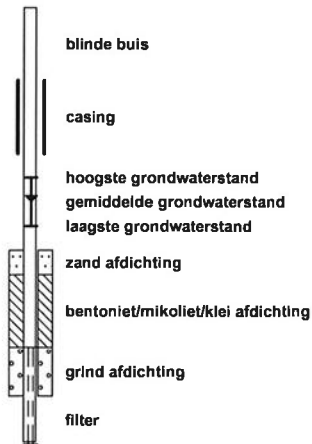 blinde buis
casing
hoogste grondwaterstand
gemiddelde grondwaterstand
laagste grondwaterstand
zand afdichting
bentoniet/mikoliet/klei afdichting
grind afdichting
filter